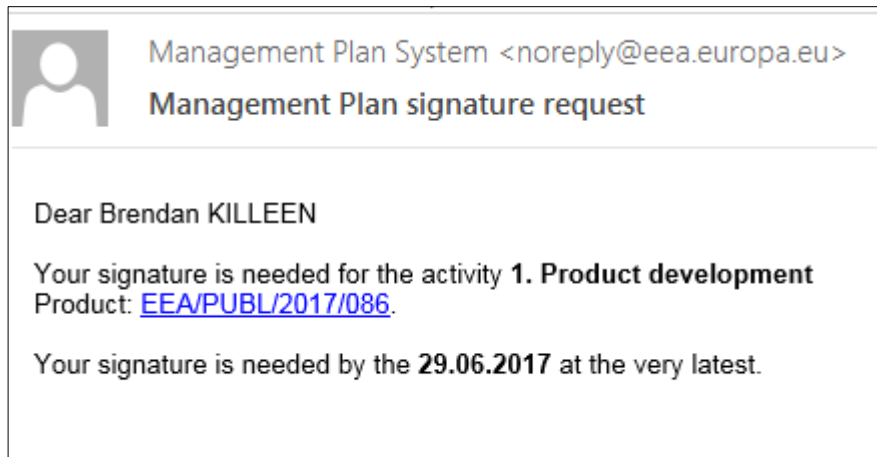 Management Plan System <noreply@eea.europa.eu>
Management Plan signature request
Dear Brendan KILLEEN
Your signature is needed for the activity 1. Product development
Product: EEA/PUBL/2017/086.
Your signature is needed by the 29.06.2017 at the very latest.